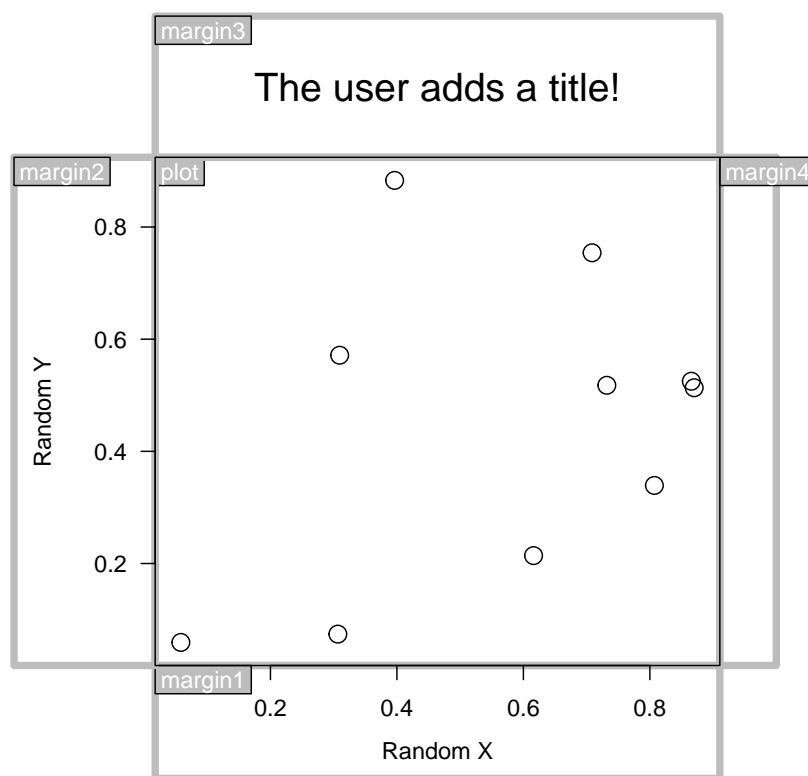 margin3
The user adds a title!
margin2
plot
margin4
0.8
0.6
0.4
0.2
Random Y
margin1
0.2 0.4 0.6 0.8
Random X